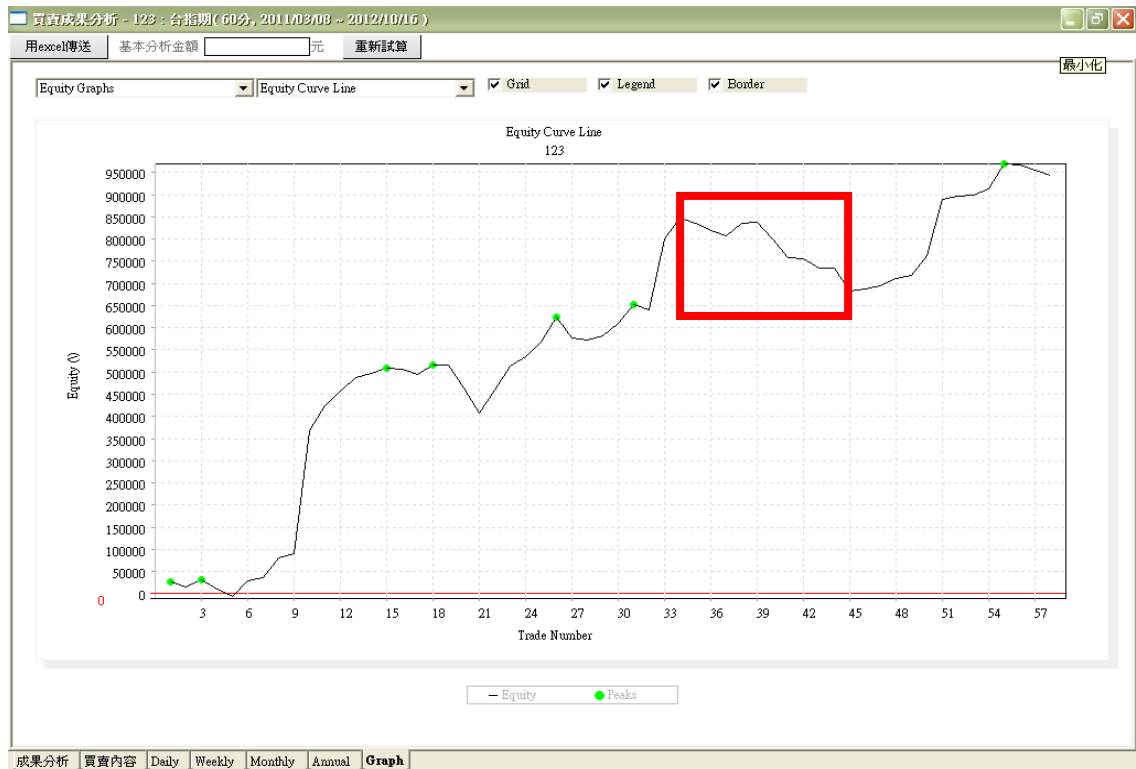 買賣成果分析 - 123 : 台指期( 60分, 2011/03/08 ~ 2012/10/16 )
用excel傳送 基本分析金額 元 重新試算
最小化
Equity Graphs Equity Curve Line Grid Legend Border
Equity Curve Line
123
950000
900000
850000
800000
750000
700000
650000
600000
550000
500000
450000
400000
350000
300000
250000
200000
150000
100000
50000
0
0
Equity (\)
3 6 9 12 15 18 21 24 27 30 33 36 39 42 45 48 51 54 57
Trade Number
Equity Peaks
成果分析 買賣內容 Daily Weekly Monthly Annual Graph